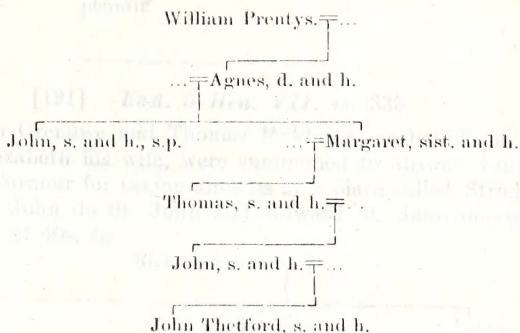 William Prentys. ...
... Agnes, d. and h.
John, s. and h., s.p. ... Margaret, sist. and h.
Thomas, s. and h. ...
John, s. and h. ...
John Thetford, s. and h.